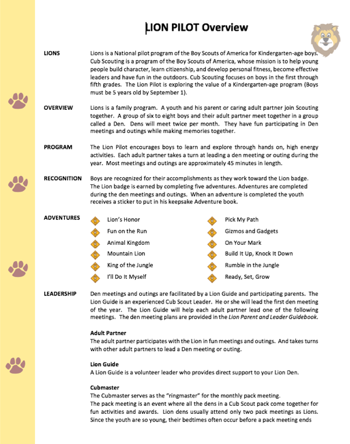 LION PILOT Overview
LIONS Lions is a National pilot program of the Boy Scouts of America for Kindergarten-age boys.
Cub Scouting is a program of the Boy Scouts of America, whose mission is to help young
people build character, learn citizenship, and develop personal fitness, become effective
leaders and have fun in the outdoors. Cub Scouting focuses on boys in the first through
fifth grades. The Lion Pilot is exploring the value of a Kindergarten-age program (Boys
must be 5 years old by September 1).
OVERVIEW Lions is a family program. A youth and his parent or caring adult partner join Scouting
together. A group of six to eight boys and their adult partner meet together in a group
called a Den. Dens will meet twice per month. They have fun participating in Den
meetings and outings while making memories together.
PROGRAM The Lion Pilot encourages boys to learn and explore through hands on, high energy
activities. Each adult partner takes a turn at leading a den meeting or outing during the
year. Most meetings and outings are approximately 45 minutes in length.
RECOGNITION Boys are recognized for their accomplishments as they work toward the Lion badge.
The Lion badge is earned by completing five adventures. Adventures are completed
during the den meetings and outings. When an adventure is completed the youth
receives a sticker to put in his keepsake Adventure book.
ADVENTURES
Lion's Honor Pick My Path
Fun on the Run Gizmos and Gadgets
Animal Kingdom On Your Mark
Mountain Lion Build It Up, Knock It Down
King of the Jungle Rumble in the Jungle
I'll Do It Myself Ready, Set, Grow
LEADERSHIP Den meetings and outings are facilitated by a Lion Guide and participating parents. The
Lion Guide is an experienced Cub Scout Leader. He or she will lead the first den meeting
of the year. The Lion Guide will help each adult partner lead one of the following
meetings. The den meeting plans are provided in the Lion Parent and Leader Guidebook.
Adult Partner
The adult partner participates with the Lion in fun meetings and outings. And takes turns
with other adult partners to lead a Den meeting or outing.
Lion Guide
A Lion Guide is a volunteer leader who provides direct support to your Lion Den.
Cubmaster
The Cubmaster serves as the "ringmaster" for the monthly pack meeting.
The pack meeting is an event where all the dens in a Cub Scout pack come together for
fun activities and awards. Lion dens usually attend only two pack meetings as Lions.
Since the youth are so young, their bedtimes often occur before a pack meeting ends